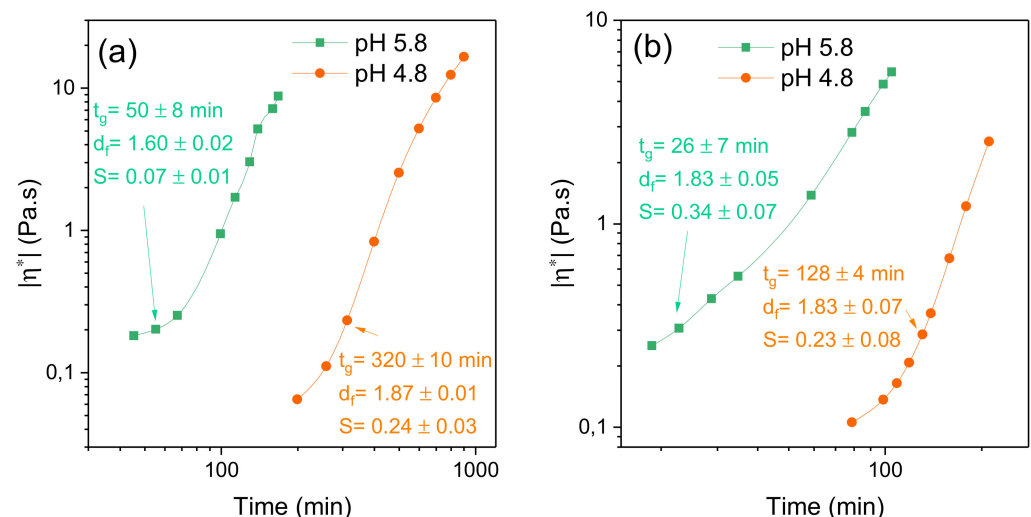 (a)
pH 5.8
pH 4.8
10
1
0,1
|η*| (Pa.s)
t_g= 50 ± 8 min
d_f= 1.60 ± 0.02
S= 0.07 ± 0.01
t_g= 320 ± 10 min
d_f= 1.87 ± 0.01
S= 0.24 ± 0.03
100
1000
Time (min)
(b)
pH 5.8
pH 4.8
10
1
0,1
|η*| (Pa.s)
t_g= 26 ± 7 min
d_f= 1.83 ± 0.05
S= 0.34 ± 0.07
t_g= 128 ± 4 min
d_f= 1.83 ± 0.07
S= 0.23 ± 0.08
100
Time (min)